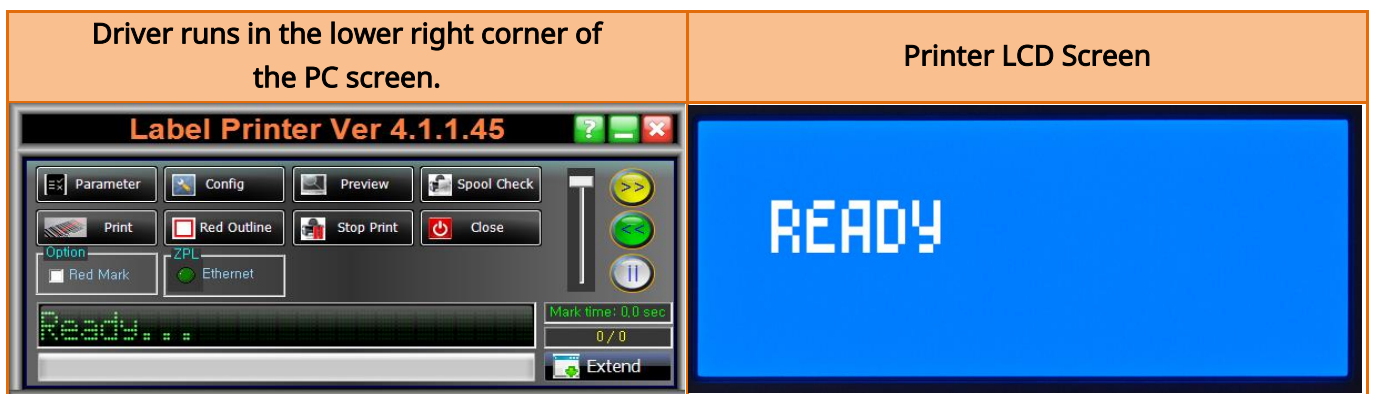 Driver runs in the lower right corner of
the PC screen.
Printer LCD Screen
Label Printer Ver 4.1.1.45
?
Parameter
Config
Preview
Spool Check
>>
Print
Red Outline
Stop Print
Close
<<
Option
Red Mark
ZPL
Ethernet
Ready...
Mark time: 0,0 sec
0 / 0
Extend
READY